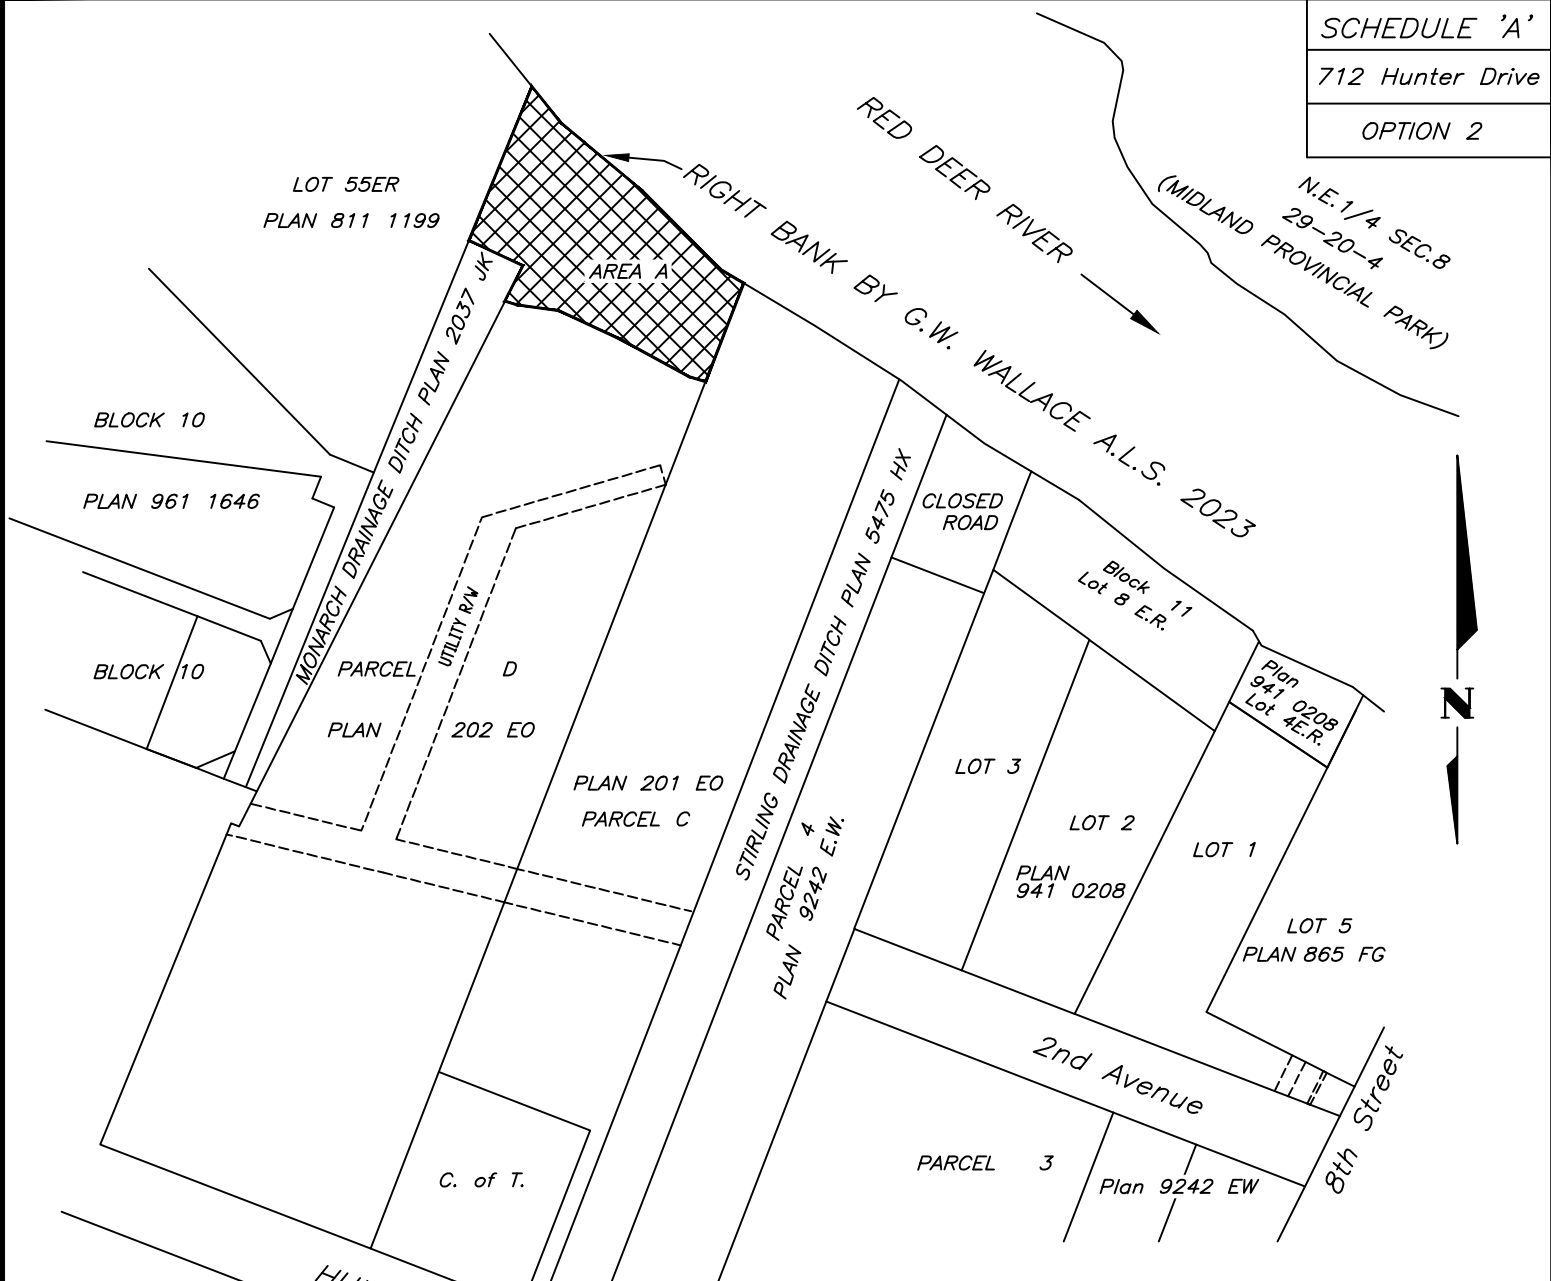 SCHEDULE 'A'
712 Hunter Drive
OPTION 2
RED DEER RIVER
N.E.1/4 SEC.8
29-20-4
(MIDLAND PROVINCIAL PARK)
LOT 55ER
PLAN 811 1199
RIGHT BANK BY G.W. WALLACE A.L.S. 2023
AREA A
MONARCH DRAINAGE DITCH PLAN 2037 JK
BLOCK 10
PLAN 961 1646
BLOCK 10
UTILITY R/W
PARCEL D
PLAN 202 EO
PLAN 201 EO
PARCEL C
STIRLING DRAINAGE DITCH PLAN 5475 HX
CLOSED
ROAD
Block 11
Lot 8 E.R.
Plan
941 0208
Lot 4E.R.
N
LOT 3
LOT 2
PLAN
941 0208
LOT 1
LOT 5
PLAN 865 FG
PARCEL 4
PLAN 9242 E.W.
2nd Avenue
8th Street
PARCEL 3
Plan 9242 EW
C. of T.